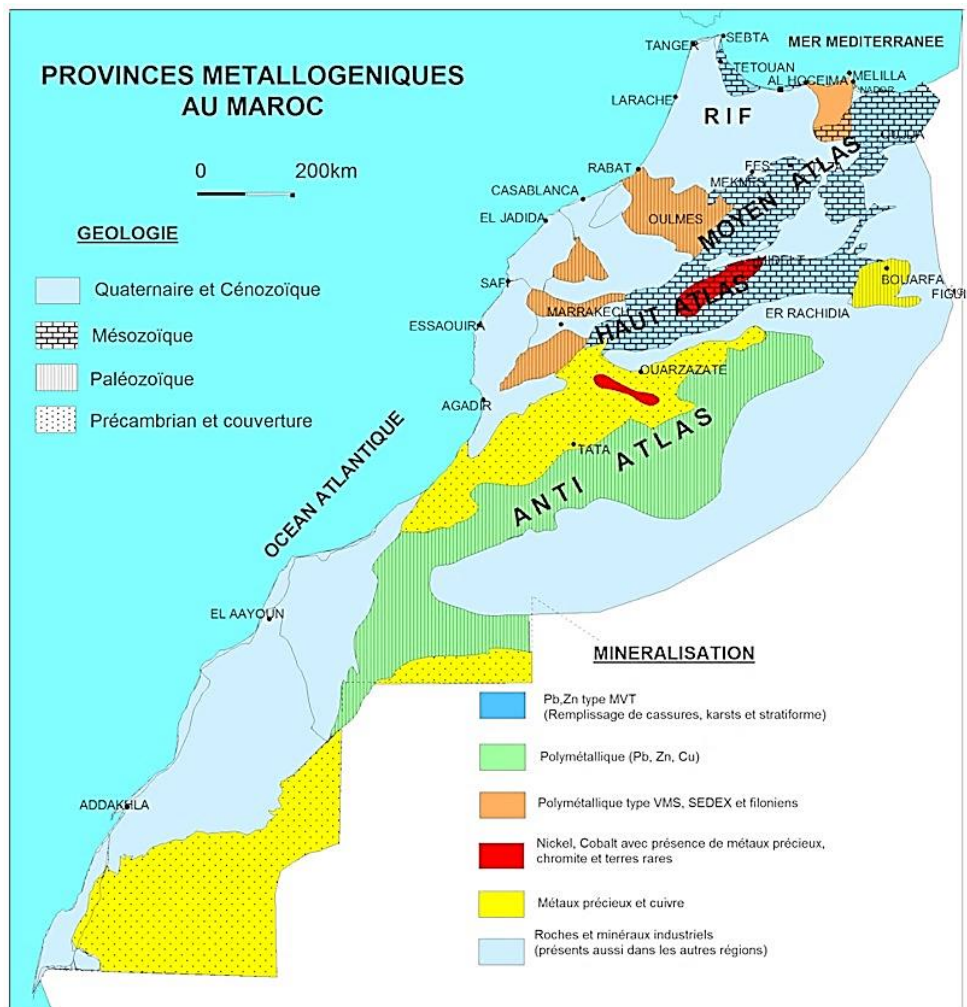 PROVINCES METALLOGENIQUES
AU MAROC
0 200km
GEOLOGIE
Quaternaire et Cénozoïque
Mésozoïque
Paléozoïque
Précambrian et couverture
MER MEDITERRANEE
SEBTA
TANGER
TETOUAN
AL HOCEIMA
MELILLA
NADOR
LARACHE
RIF
RABAT
FES
MEKNES
CASABLANCA
OULMES
MOYEN ATLAS
EL JADIDA
MIDELT
SAFI
BOUARFA
FIGUI
MARRAKECH
HAUT ATLAS
ER RACHIDIA
ESSAOUIRA
OUARZAZATE
AGADIR
TATA
ANTI ATLAS
OCEAN ATLANTIQUE
EL AAYOUN
ADDAKHLA
MINERALISATION
Pb,Zn type MVT
(Remplissage de cassures, karsts et stratiforme)
Polymétallique (Pb, Zn, Cu)
Polymétallique type VMS, SEDEX et filoniens
Nickel, Cobalt avec présence de métaux précieux,
chromite et terres rares
Métaux précieux et cuivre
Roches et minéraux industriels
(présents aussi dans les autres régions)